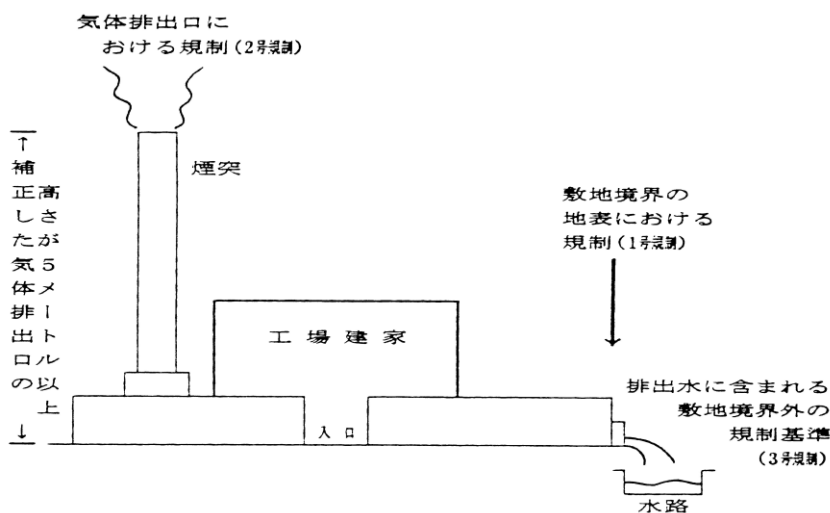 気体排出口に
おける規制(2号規制)
煙突
補正した気体排出口の
高さが5メートル以上
敷地境界の
地表における
規制(1号規制)
工場建家
入口
排出水に含まれる
敷地境界外の
規制基準
(3号規制)
水路